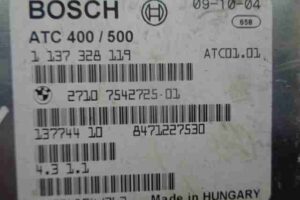 BOSCH 09-10-04
ATC 400 / 500 658
1 137 328 119 ATC01.01
2710 7542725-01
137744 10 8471227530
4.3 1.1
Made in HUNGARY